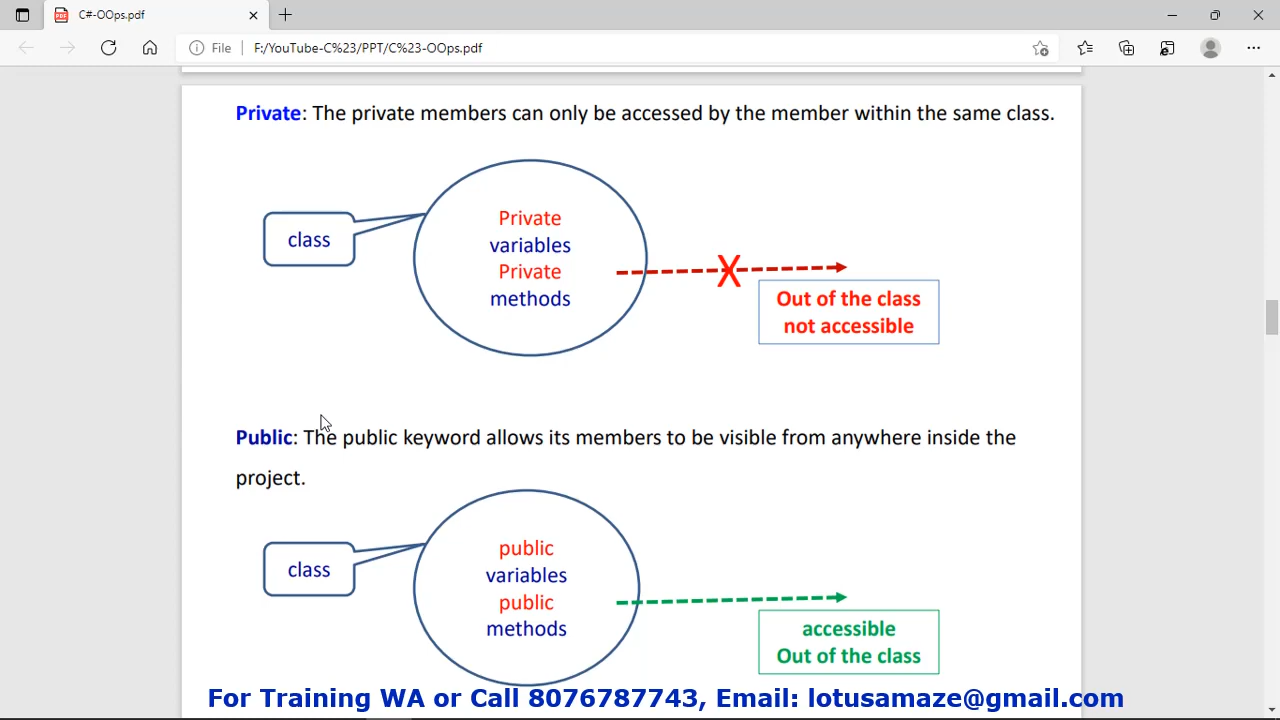 C#-OOps.pdf
File
F:/YouTube-C%23/PPT/C%23-OOps.pdf
Private: The private members can only be accessed by the member within the same class.
class
Private
variables
Private
methods
X
Out of the class
not accessible
Public: The public keyword allows its members to be visible from anywhere inside the
project.
class
public
variables
public
methods
accessible
Out of the class
For Training WA or Call 8076787743, Email: lotusamaze@gmail.com